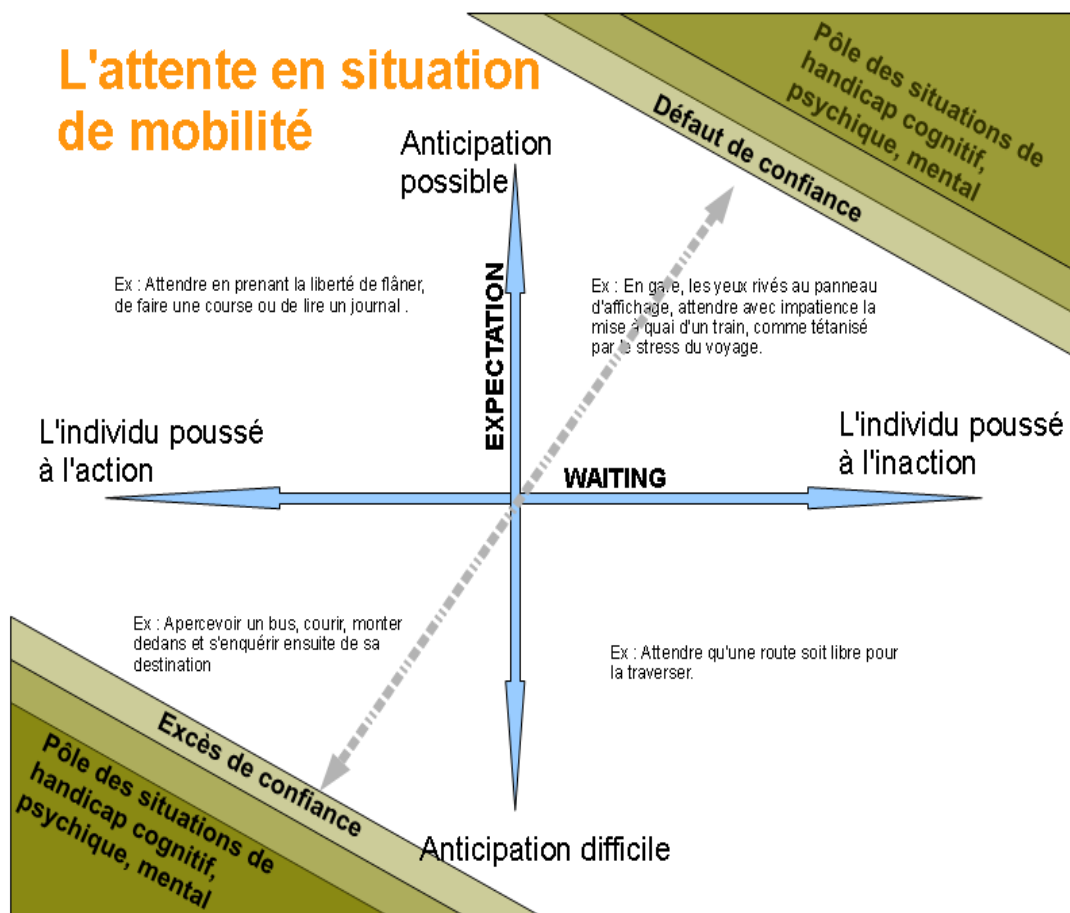 L'attente en situation
de mobilité
Pôle des situations de
handicap cognitif,
psychique, mental
Défaut de confiance
Anticipation
possible
EXPECTATION
Ex : Attendre en prenant la liberté de flâner,
de faire une course ou de lire un journal .
Ex : En gare, les yeux rivés au panneau
d'affichage, attendre avec impatience la
mise à quai d'un train, comme tétanisé
par le stress du voyage.
L'individu poussé
à l'action
WAITING
L'individu poussé
à l'inaction
Ex : Apercevoir un bus, courir, monter
dedans et s'enquérir ensuite de sa
destination
Ex : Attendre qu'une route soit libre pour
la traverser.
Excès de confiance
Pôle des situations de
handicap cognitif,
psychique, mental
Anticipation difficile